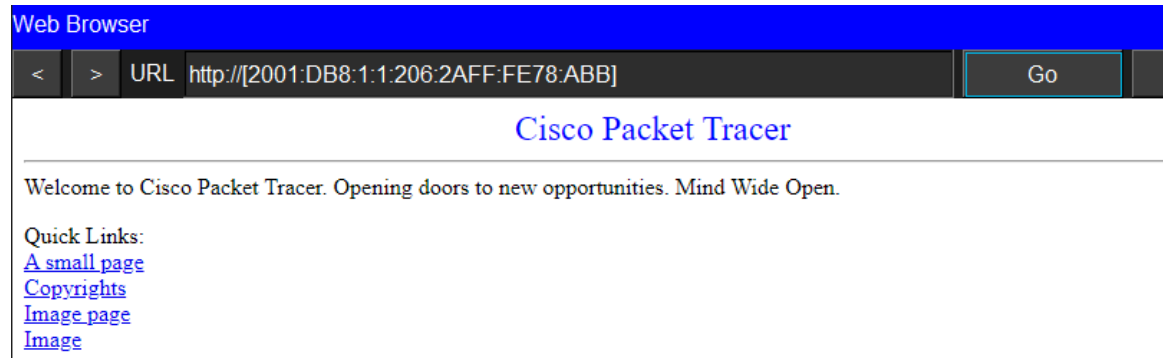 Web Browser
< > URL http://[2001:DB8:1:1:206:2AFF:FE78:ABB] Go
Cisco Packet Tracer
Welcome to Cisco Packet Tracer. Opening doors to new opportunities. Mind Wide Open.
Quick Links:
A small page
Copyrights
Image page
Image